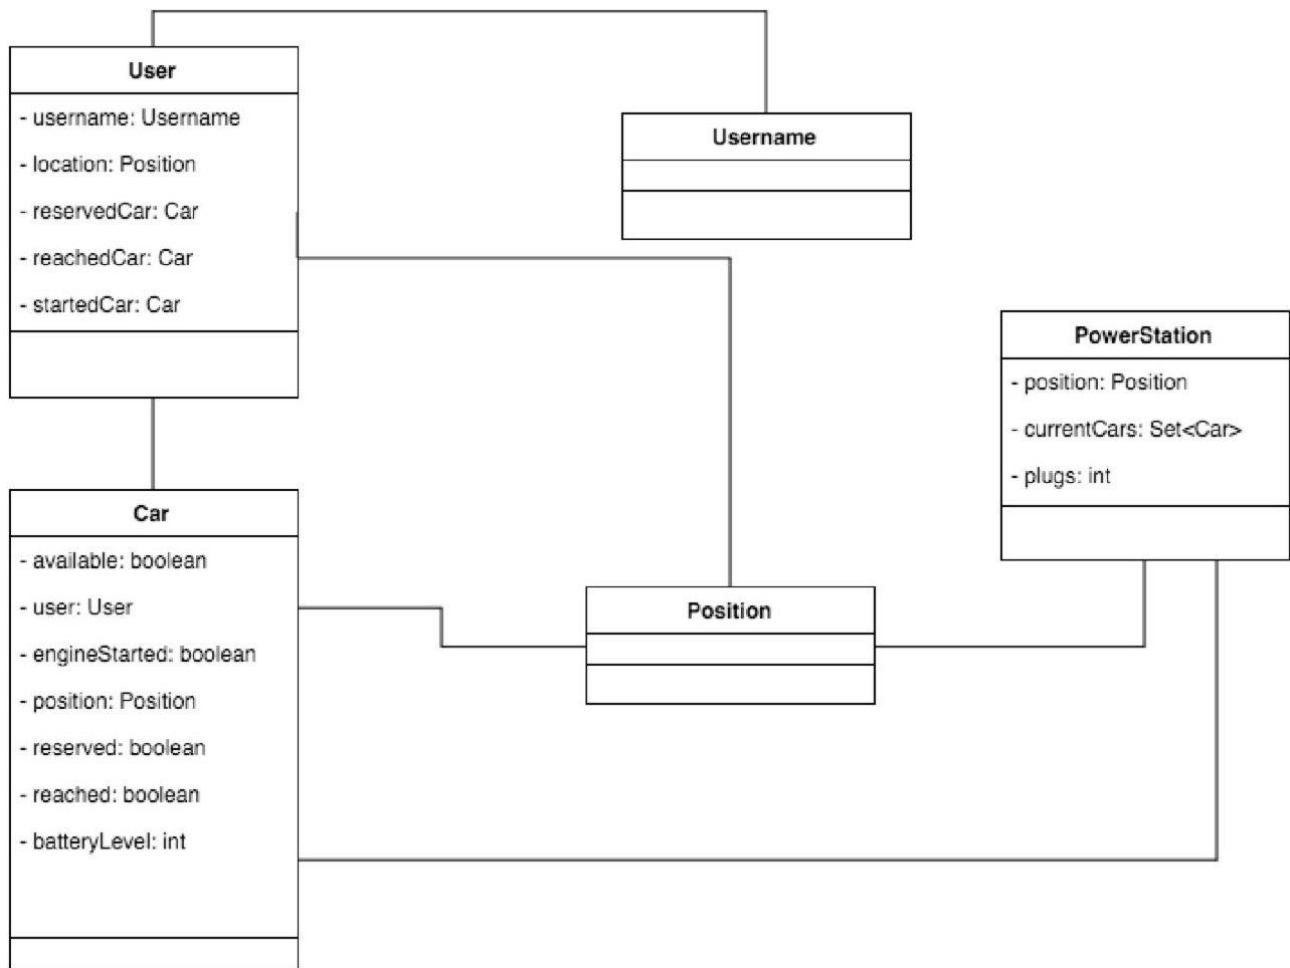 User
- username: Username
- location: Position
- reservedCar: Car
- reachedCar: Car
- startedCar: Car
Username
PowerStation
- position: Position
- currentCars: Set<Car>
- plugs: int
Car
- available: boolean
- user: User
- engineStarted: boolean
- position: Position
- reserved: boolean
- reached: boolean
- batteryLevel: int
Position